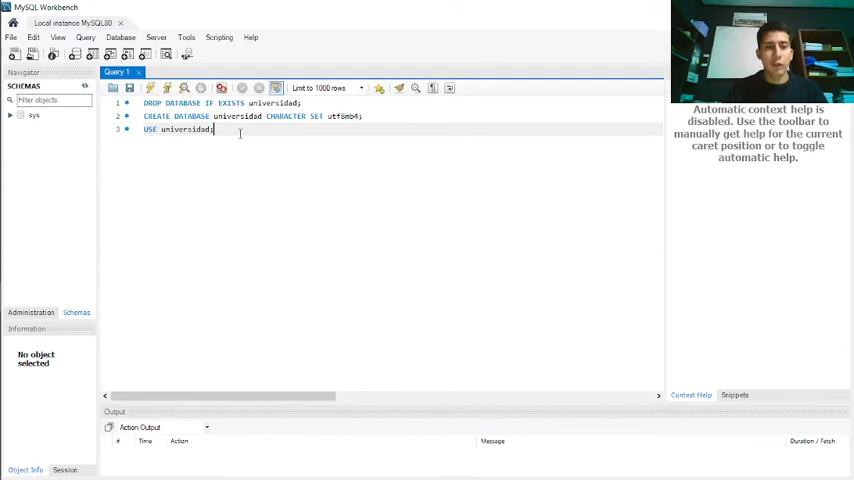 MySQL Workbench
Local instance MySQL80
File Edit View Query Database Server Tools Scripting Help
Navigator
SCHEMAS
Filter objects
sys
Query 1
Limit to 1000 rows
1 DROP DATABASE IF EXISTS universidad;
2 CREATE DATABASE universidad CHARACTER SET utf8mb4;
3 USE universidad;
Automatic context help is
disabled. Use the toolbar to
manually get help for the current
caret position or to toggle
automatic help.
Administration Schemas
Information
No object
selected
Context Help Snippets
Output
Action Output
# Time Action Message Duration / Fetch
Object Info Session